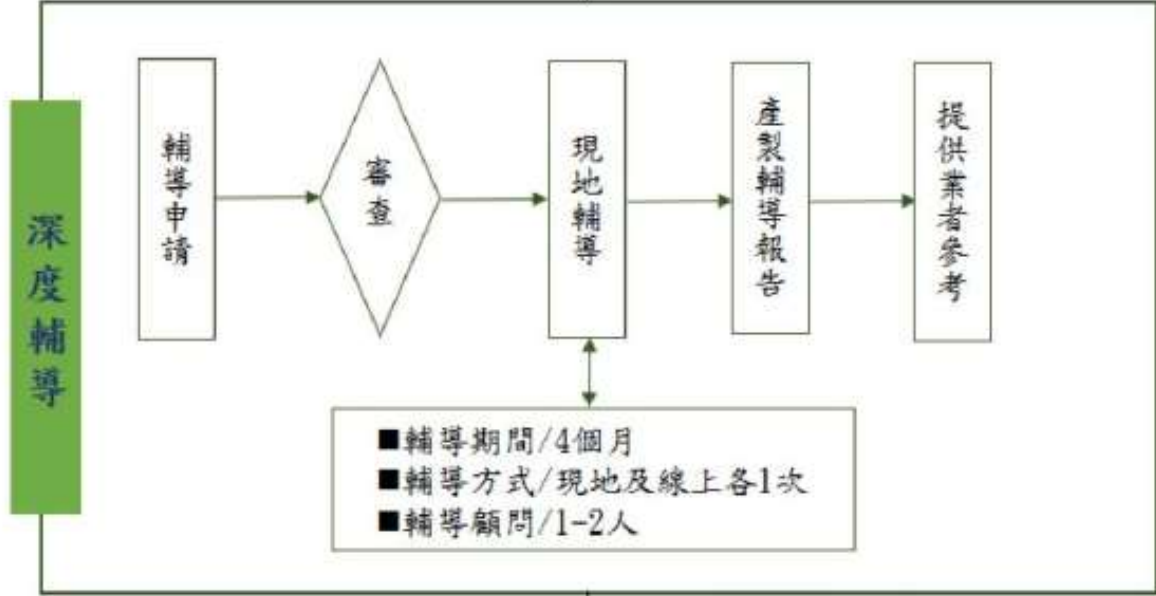 深度輔導
輔導申請
審查
現地輔導
產製輔導報告
提供業者參考
■輔導期間/4個月
■輔導方式/現地及線上各1次
■輔導顧問/1-2人